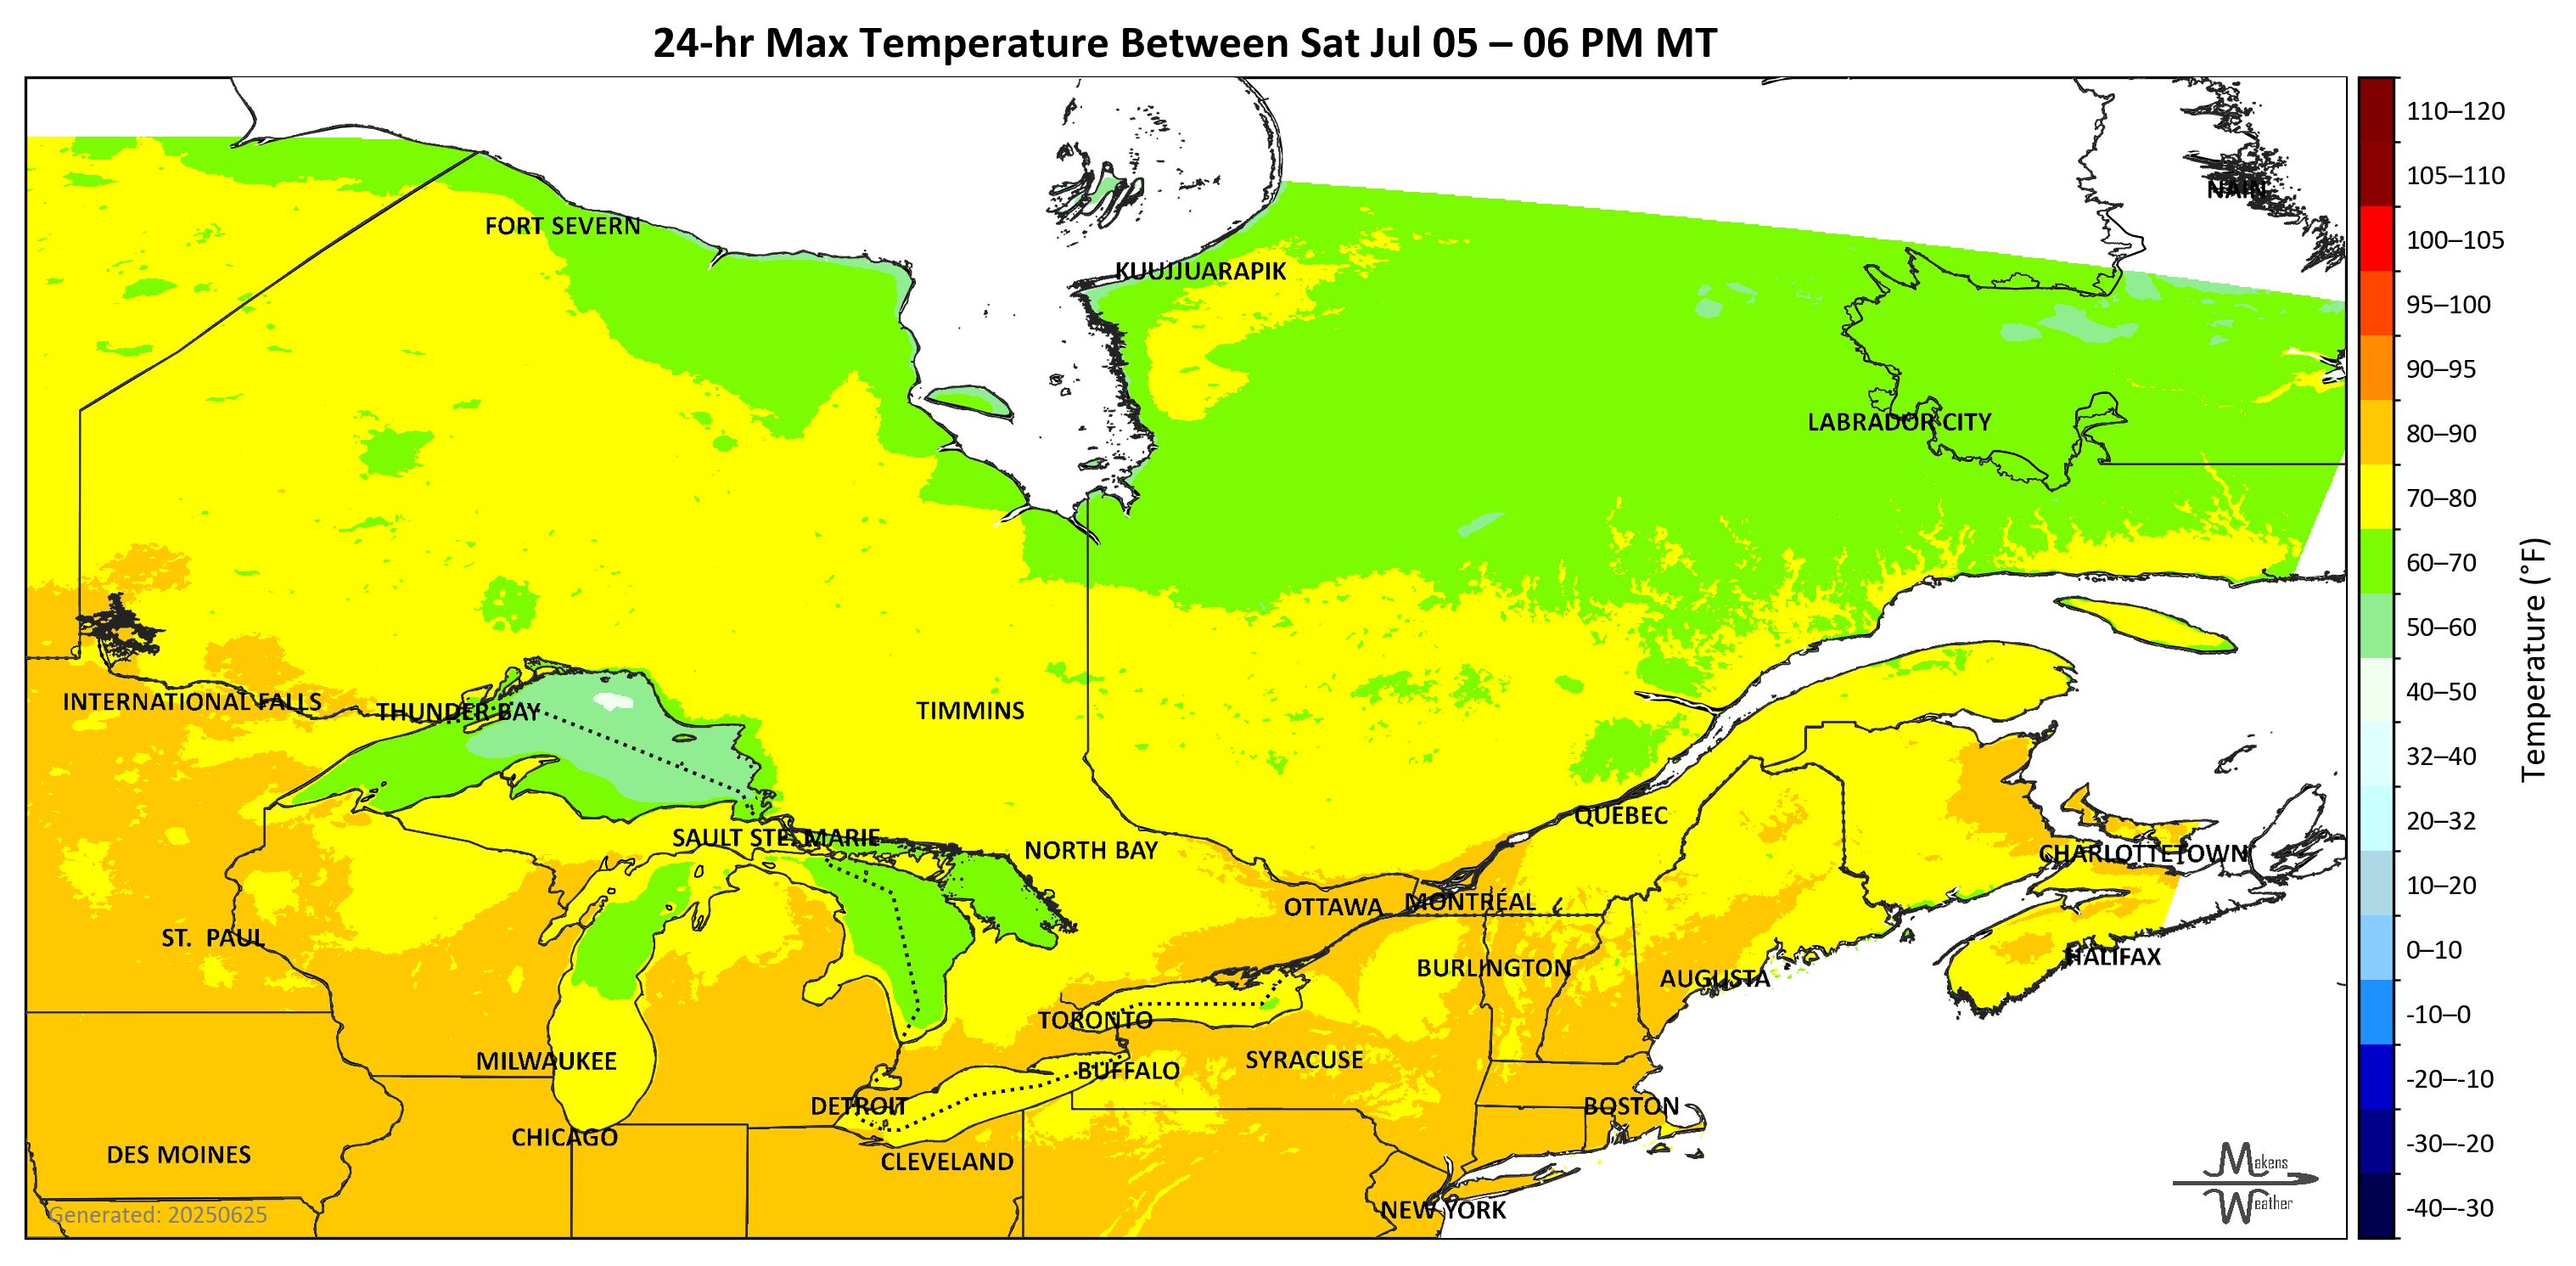 24-hr Max Temperature Between Sat Jul 05 – 06 PM MT
NAIN
FORT SEVERN
KUUJJUARAPIK
LABRADOR CITY
INTERNATIONAL FALLS
THUNDER BAY
TIMMINS
QUEBEC
SAULT STE. MARIE
NORTH BAY
CHARLOTTETOWN
OTTAWA
MONTRÉAL
ST. PAUL
HALIFAX
BURLINGTON
AUGUSTA
TORONTO
MILWAUKEE
SYRACUSE
BUFFALO
DETROIT
BOSTON
CHICAGO
DES MOINES
CLEVELAND
NEW YORK
Generated: 20250625
Makens
Weather
110–120
105–110
100–105
95–100
90–95
80–90
70–80
60–70
50–60
40–50
32–40
20–32
10–20
0–10
-10–0
-20–-10
-30–-20
-40–-30
Temperature (°F)